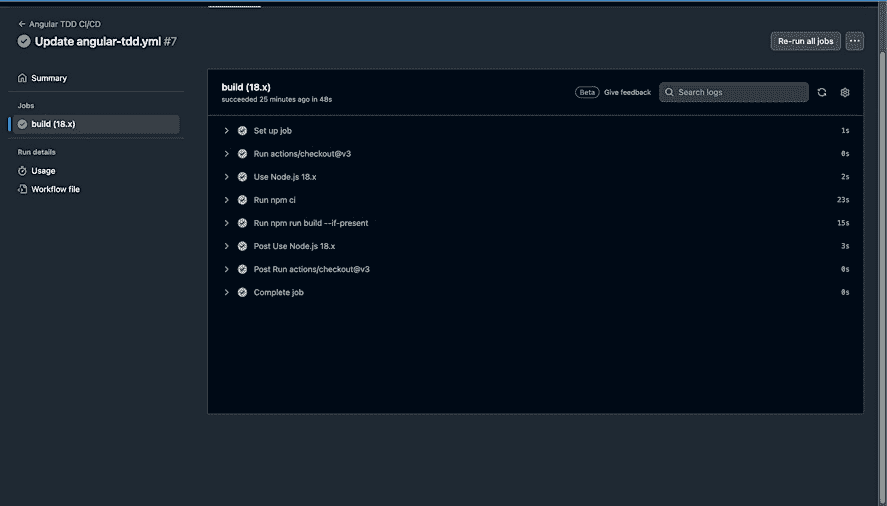 Angular TDD CI/CD
Update angular-tdd.yml #7
Re-run all jobs
Summary
Jobs
build (18.x)
Run details
Usage
Workflow file
build (18.x)
succeeded 25 minutes ago in 48s
Beta Give feedback
Search logs
Set up job 1s
Run actions/checkout@v3 0s
Use Node.js 18.x 2s
Run npm ci 23s
Run npm run build --if-present 15s
Post Use Node.js 18.x 3s
Post Run actions/checkout@v3 0s
Complete job 0s